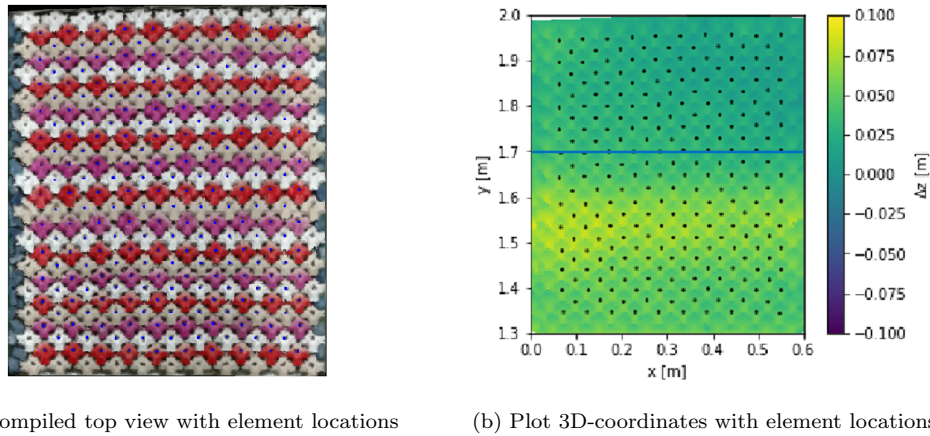 2.0
1.9
1.8
1.7
1.6
1.5
1.4
1.3
y [m]
0.0 0.1 0.2 0.3 0.4 0.5 0.6
x [m]
0.100
0.075
0.050
0.025
0.000
−0.025
−0.050
−0.075
−0.100
Δz [m]
ompiled top view with element locations
(b) Plot 3D-coordinates with element locations